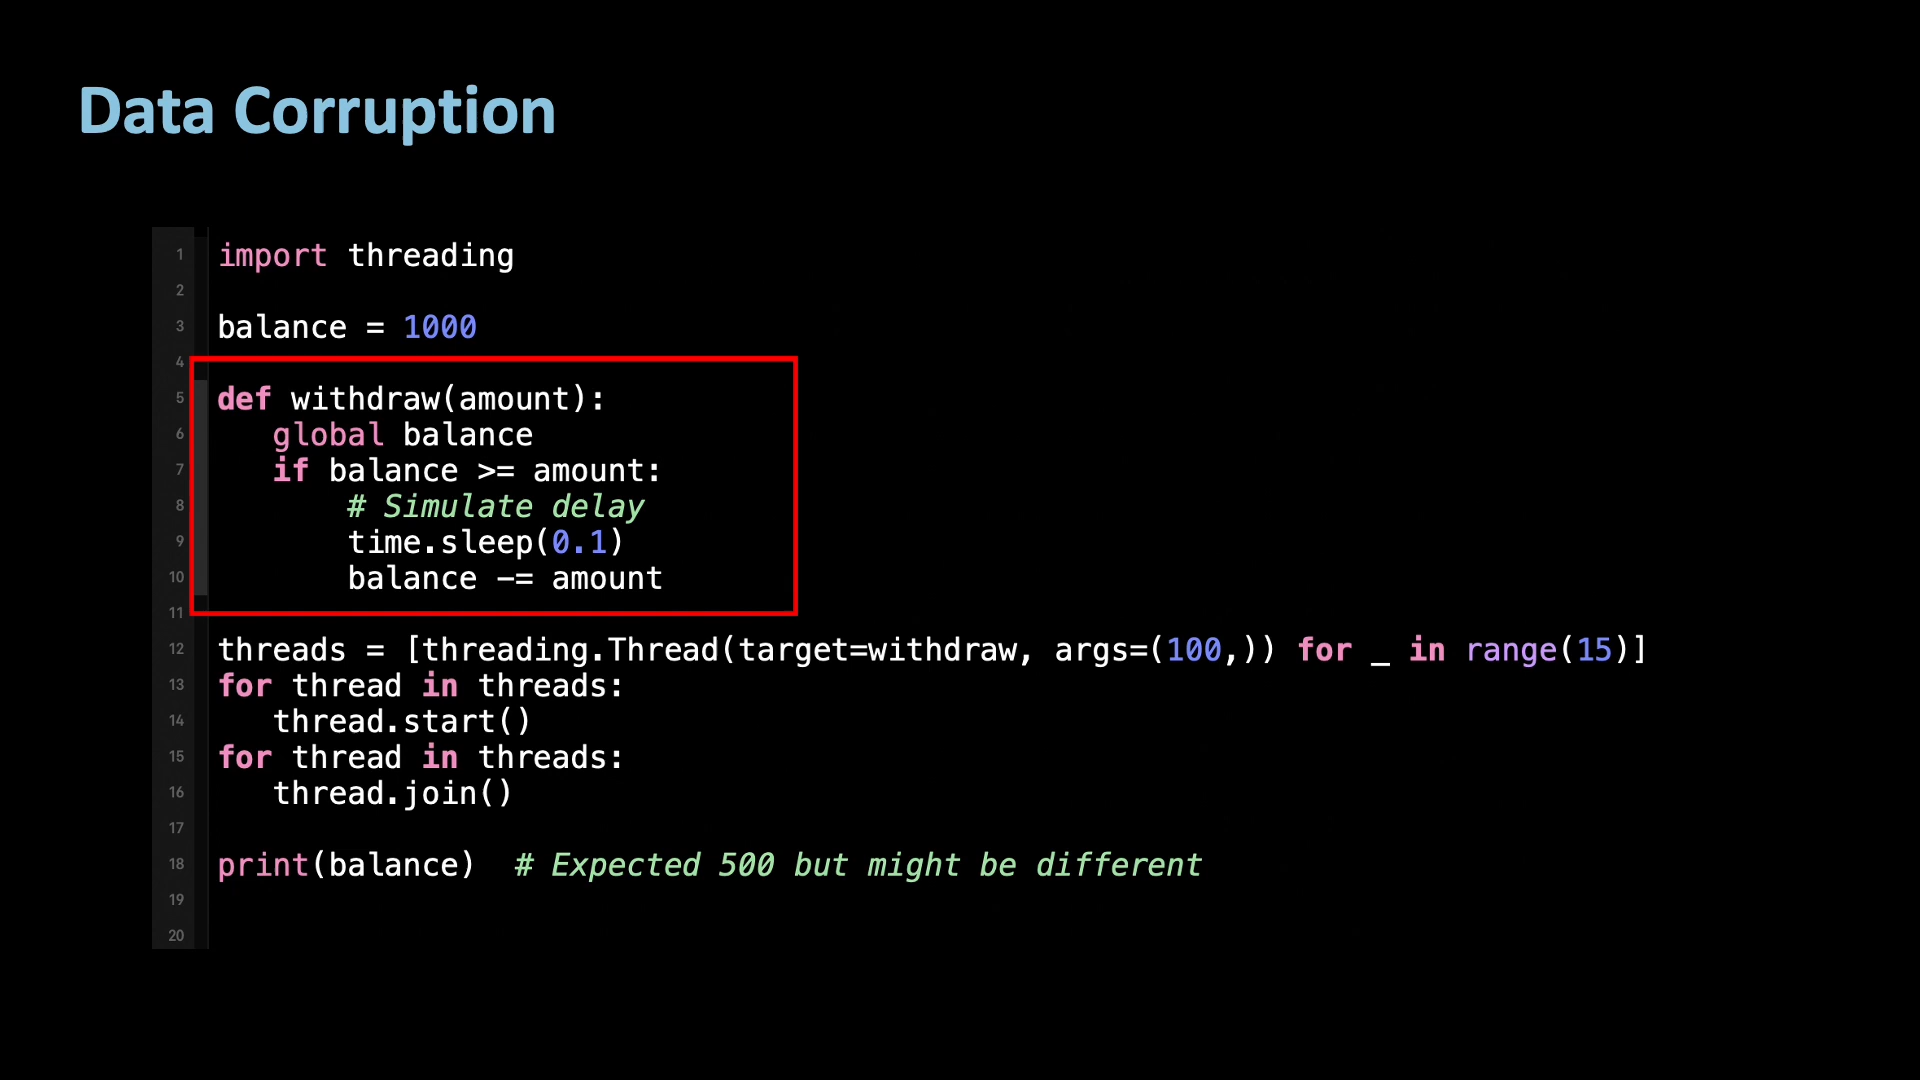 Data Corruption
1 import threading
2
3 balance = 1000
4
5 def withdraw(amount):
6    global balance
7    if balance >= amount:
8        # Simulate delay
9        time.sleep(0.1)
10        balance -= amount
11
12 threads = [threading.Thread(target=withdraw, args=(100,)) for _ in range(15)]
13 for thread in threads:
14    thread.start()
15 for thread in threads:
16    thread.join()
17
18 print(balance)  # Expected 500 but might be different
19
20